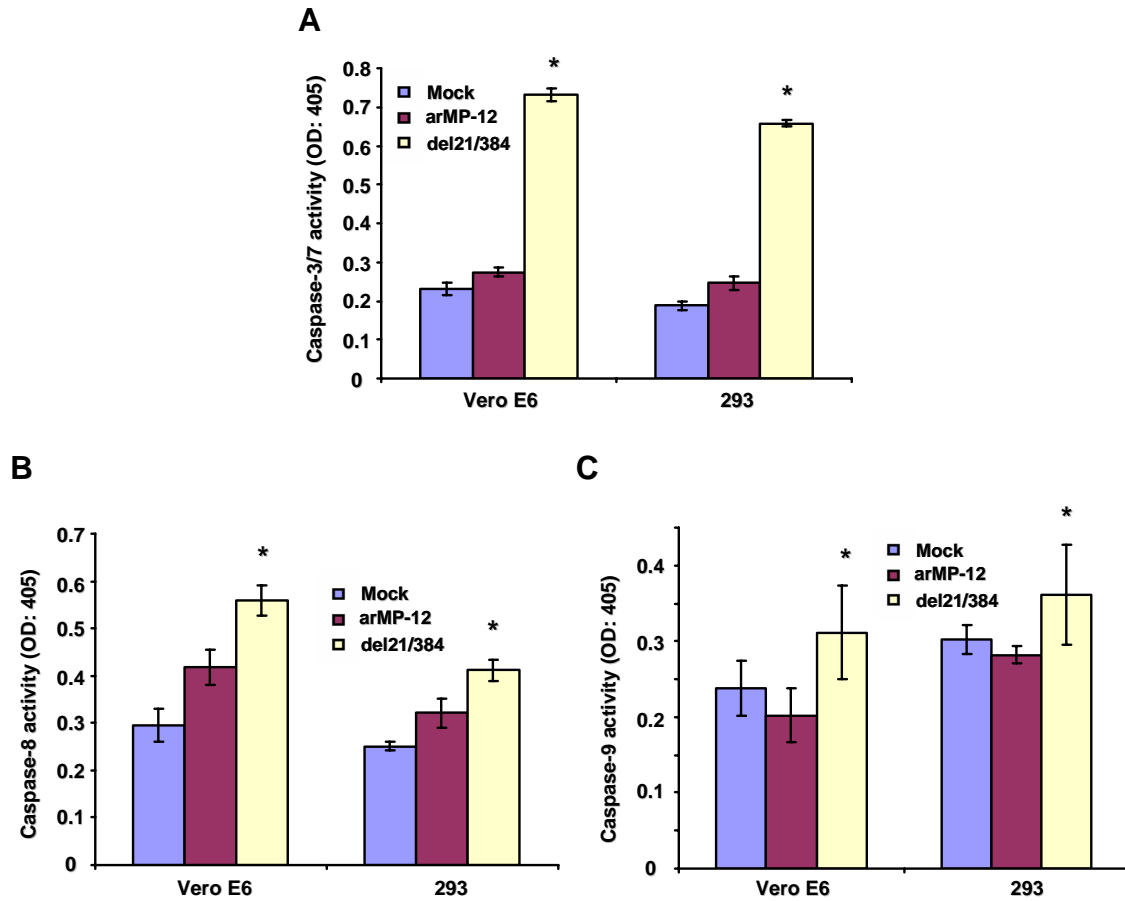 A
Caspase-3/7 activity (OD: 405)
0.8
0.7
0.6
0.5
0.4
0.3
0.2
0.1
0
Mock
arMP-12
del21/384
*
*
Vero E6
293
B
Caspase-8 activity (OD: 405)
0.7
0.6
0.5
0.4
0.3
0.2
0.1
0
Mock
arMP-12
del21/384
*
*
Vero E6
293
C
Caspase-9 activity (OD: 405)
0.4
0.3
0.2
0.1
0
Mock
arMP-12
del21/384
*
*
Vero E6
293